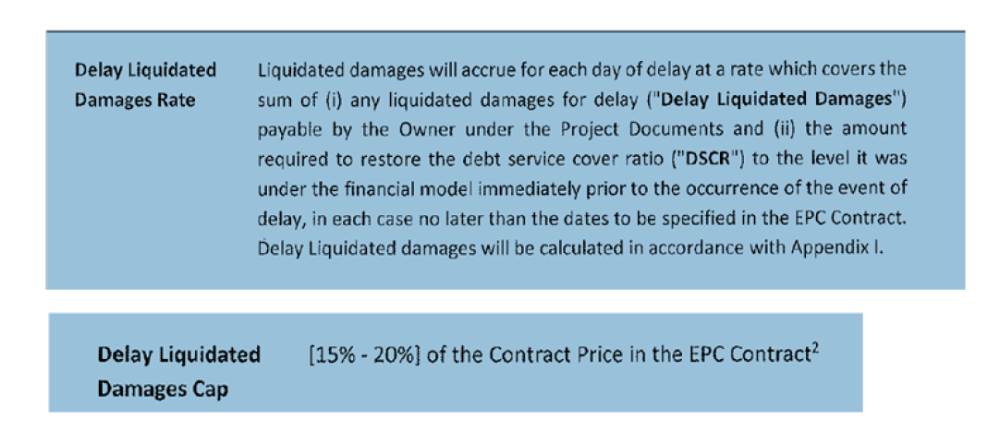 Delay Liquidated
Damages Rate
Liquidated damages will accrue for each day of delay at a rate which covers the
sum of (i) any liquidated damages for delay ("Delay Liquidated Damages")
payable by the Owner under the Project Documents and (ii) the amount
required to restore the debt service cover ratio ("DSCR") to the level it was
under the financial model immediately prior to the occurrence of the event of
delay, in each case no later than the dates to be specified in the EPC Contract.
Delay Liquidated damages will be calculated in accordance with Appendix I.
Delay Liquidated
Damages Cap
[15% - 20%] of the Contract Price in the EPC Contract²